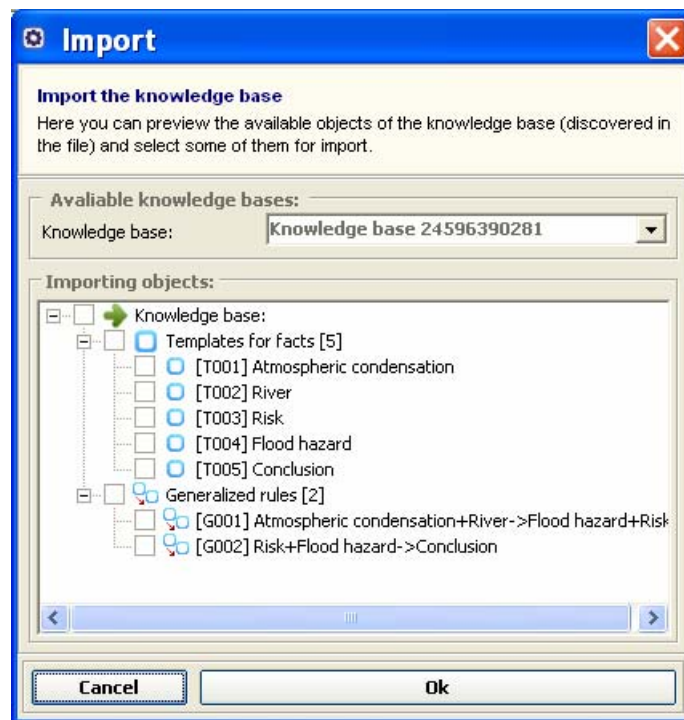 Import
Import the knowledge base
Here you can preview the available objects of the knowledge base (discovered in
the file) and select some of them for import.
Avaliable knowledge bases:
Knowledge base:
Knowledge base 24596390281
Importing objects:
Knowledge base:
Templates for facts [5]
[T001] Atmospheric condensation
[T002] River
[T003] Risk
[T004] Flood hazard
[T005] Conclusion
Generalized rules [2]
[G001] Atmospheric condensation+River->Flood hazard+Risk
[G002] Risk+Flood hazard->Conclusion
Cancel
Ok